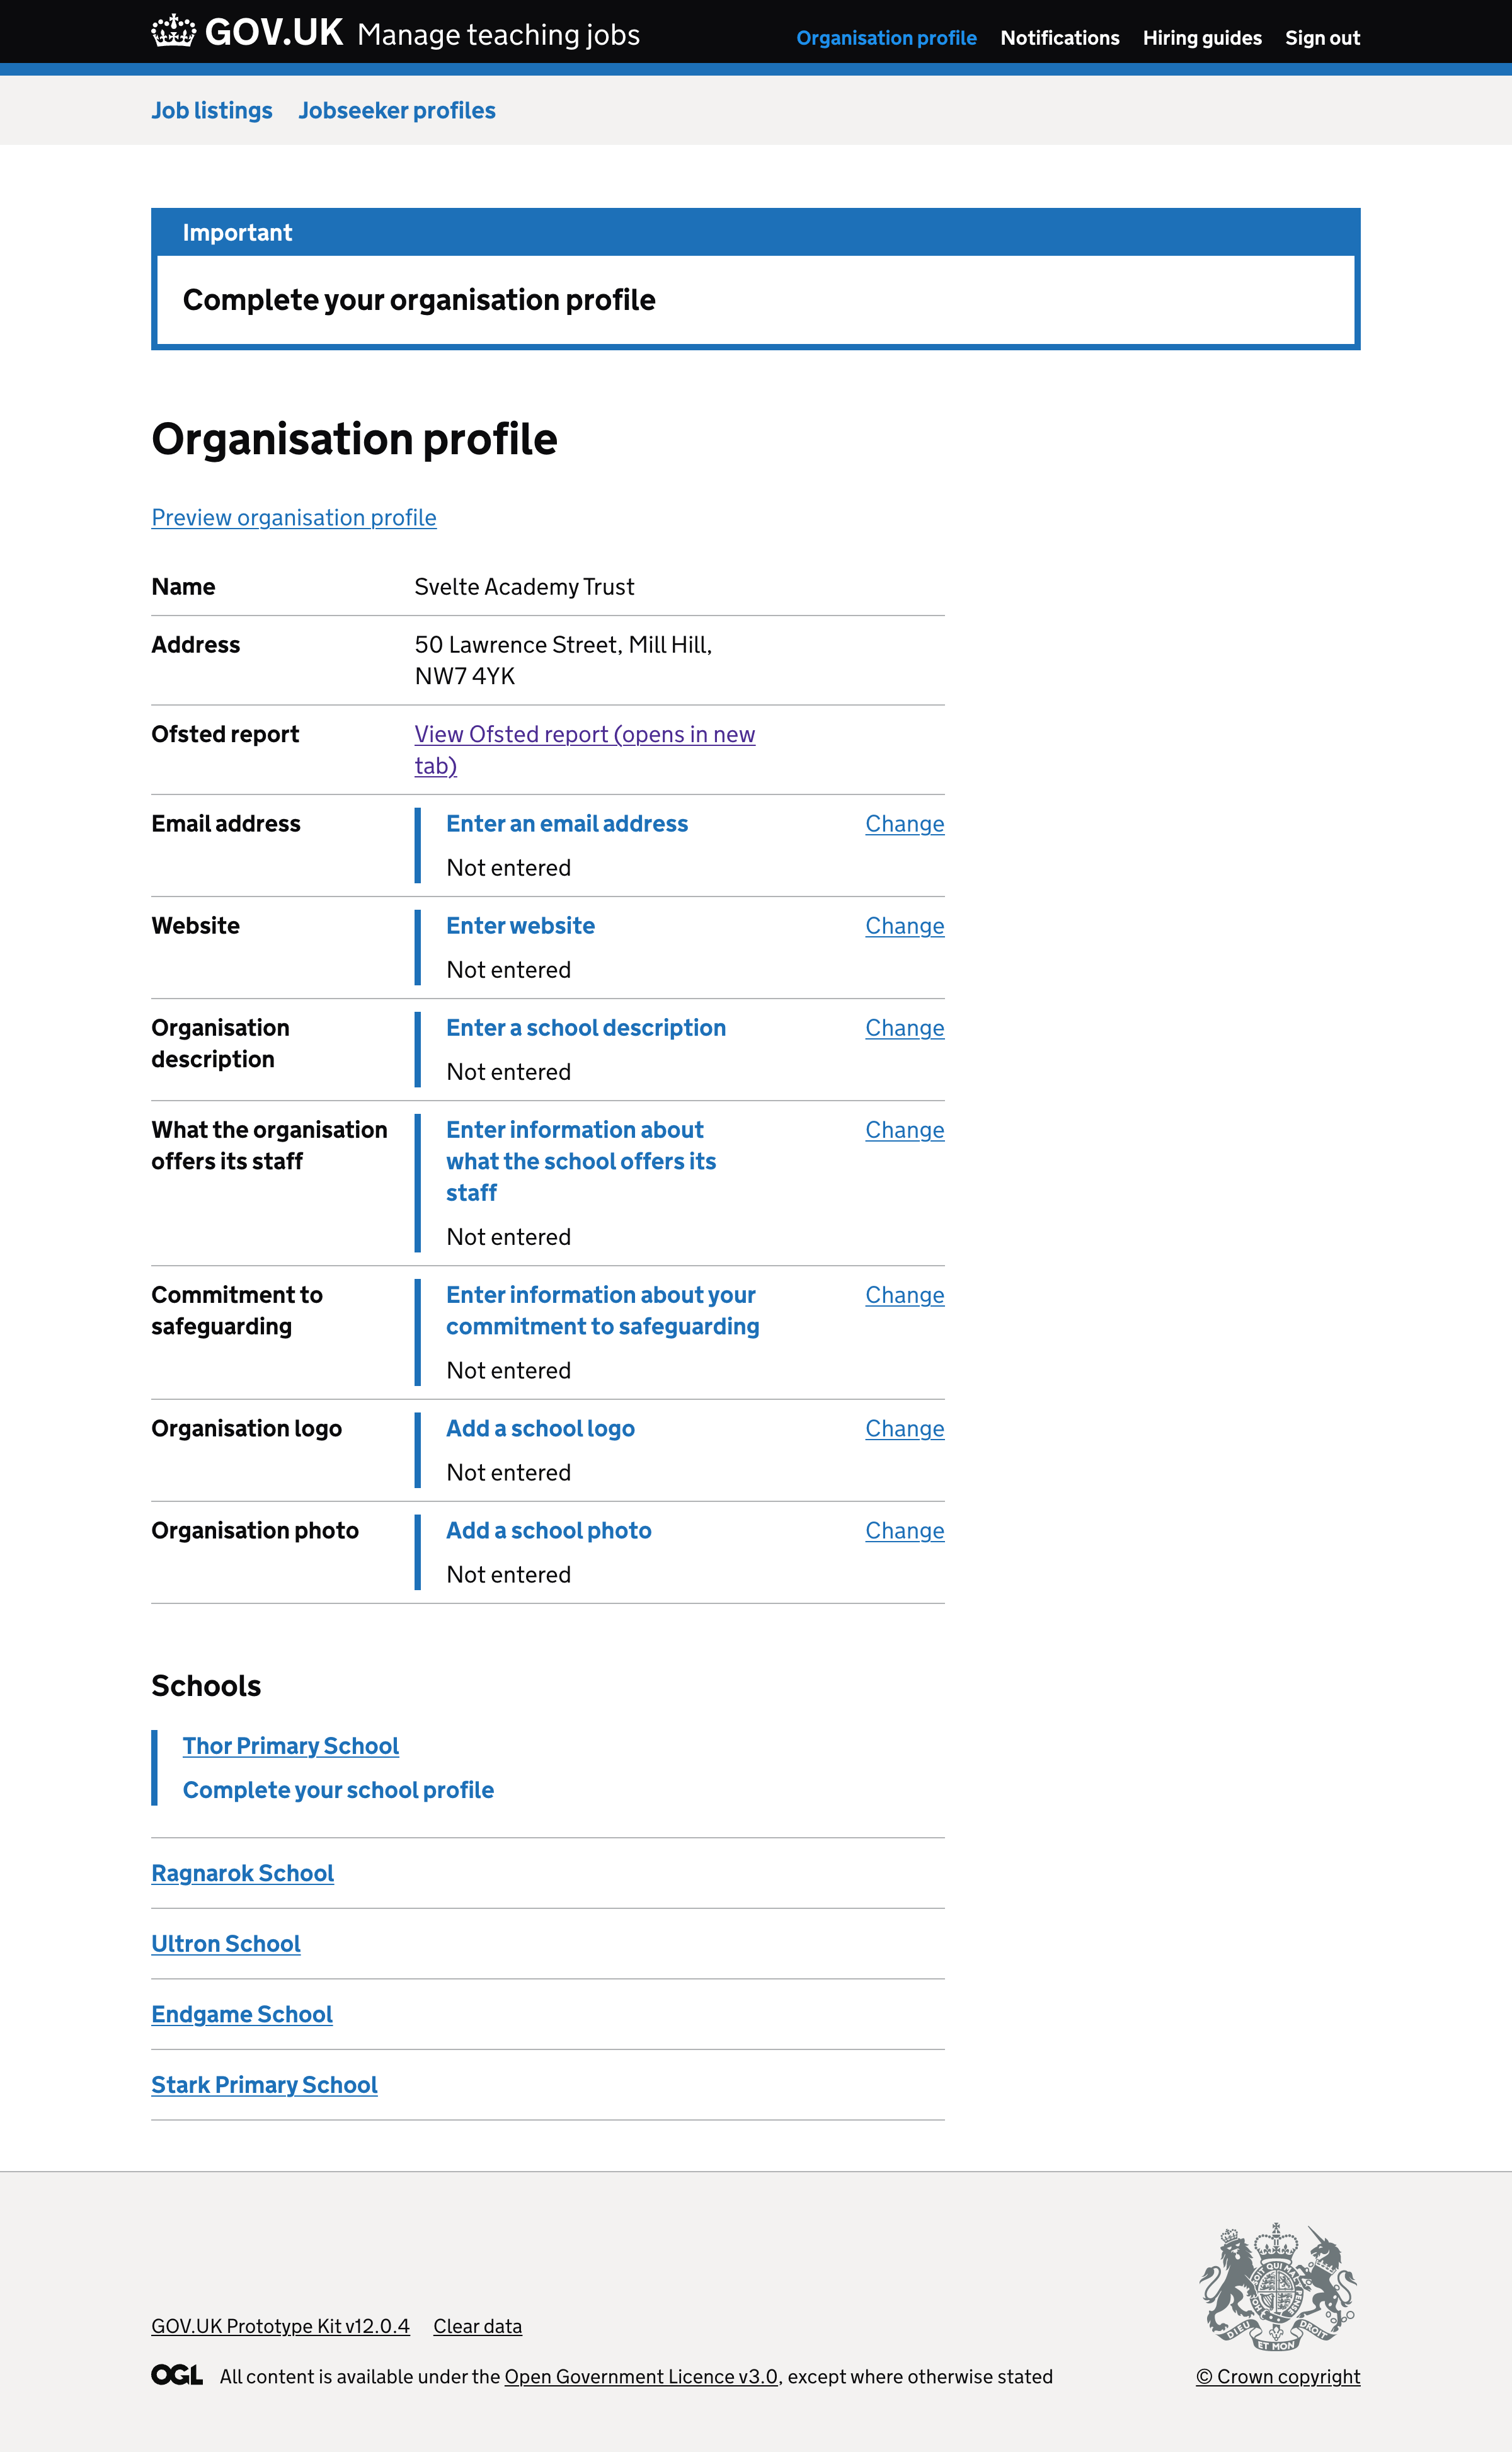 GOV.UK Manage teaching jobs
Organisation profile Notifications Hiring guides Sign out
Job listings Jobseeker profiles
Important
Complete your organisation profile
Organisation profile
Preview organisation profile
Name Svelte Academy Trust
Address 50 Lawrence Street, Mill Hill,
NW7 4YK
Ofsted report View Ofsted report (opens in new
tab)
Email address Enter an email address Change
Not entered
Website Enter website Change
Not entered
Organisation
description
Enter a school description Change
Not entered
What the organisation
offers its staff
Enter information about
what the school offers its
staff
Change
Not entered
Commitment to
safeguarding
Enter information about your
commitment to safeguarding
Change
Not entered
Organisation logo Add a school logo Change
Not entered
Organisation photo Add a school photo Change
Not entered
Schools
Thor Primary School
Complete your school profile
Ragnarok School
Ultron School
Endgame School
Stark Primary School
GOV.UK Prototype Kit v12.0.4 Clear data
OGL All content is available under the Open Government Licence v3.0, except where otherwise stated
DIEU ET MON DROIT
© Crown copyright